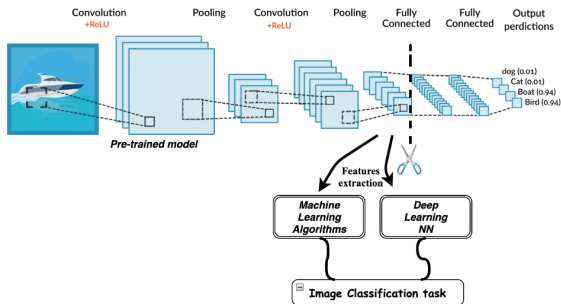 Convolution
+ReLU
Pooling
Convolution
+ReLU
Pooling
Fully
Connected
Fully
Connected
Output
perdictions
dog (0.01)
Cat (0.01)
Boat (0.94)
Bird (0.94)
Pre-trained model
Features
extraction
Machine
Learning
Algorithms
Deep
Learning
NN
Image Classification task